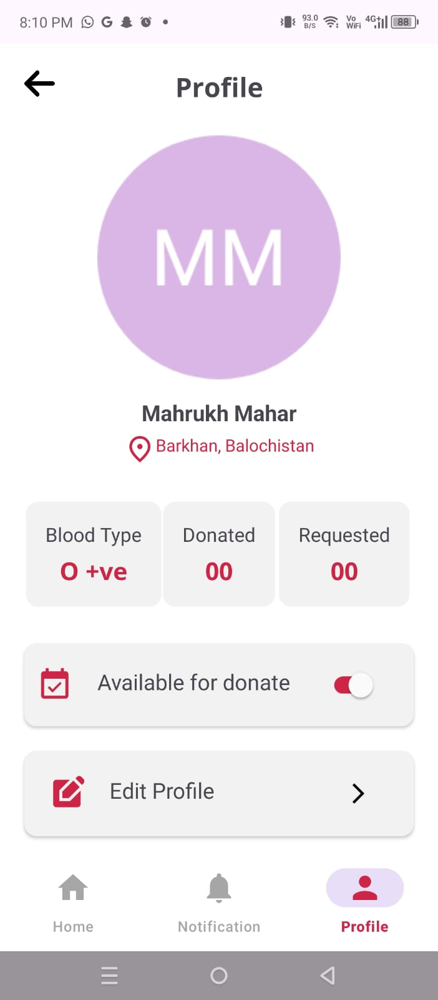 8:10 PM G 93.0 B/S Vo WiFi 4G+ 88
Profile
MM
Mahrukh Mahar
Barkhan, Balochistan
Blood Type Donated Requested
O +ve 00 00
Available for donate
Edit Profile
Home Notification Profile